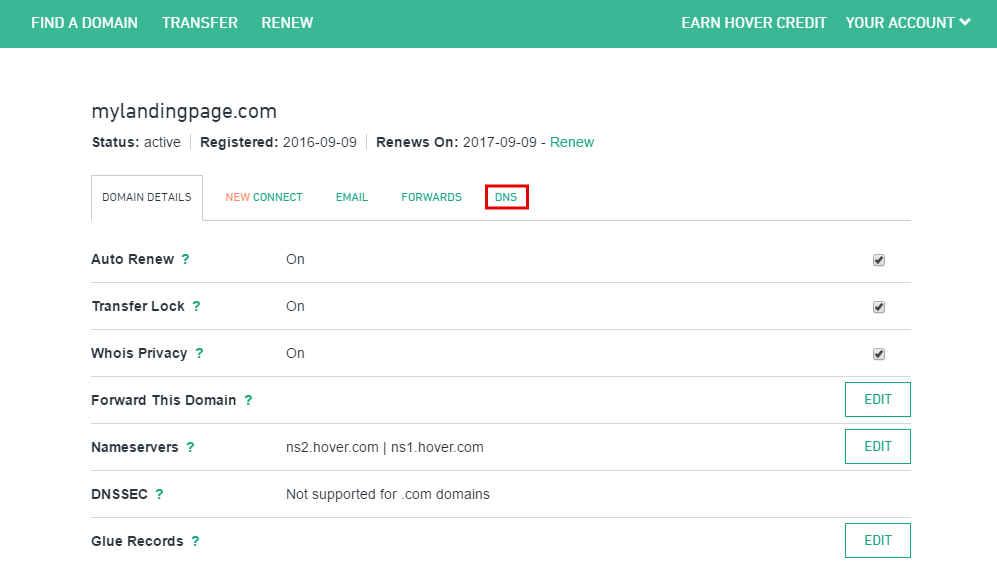 FIND A DOMAIN TRANSFER RENEW EARN HOVER CREDIT YOUR ACCOUNT
mylandingpage.com
Status: active Registered: 2016-09-09 Renews On: 2017-09-09 - Renew
DOMAIN DETAILS NEW CONNECT EMAIL FORWARDS DNS
Auto Renew ? On
Transfer Lock ? On
Whois Privacy ? On
Forward This Domain ? EDIT
Nameservers ? ns2.hover.com | ns1.hover.com EDIT
DNSSEC ? Not supported for .com domains
Glue Records ? EDIT